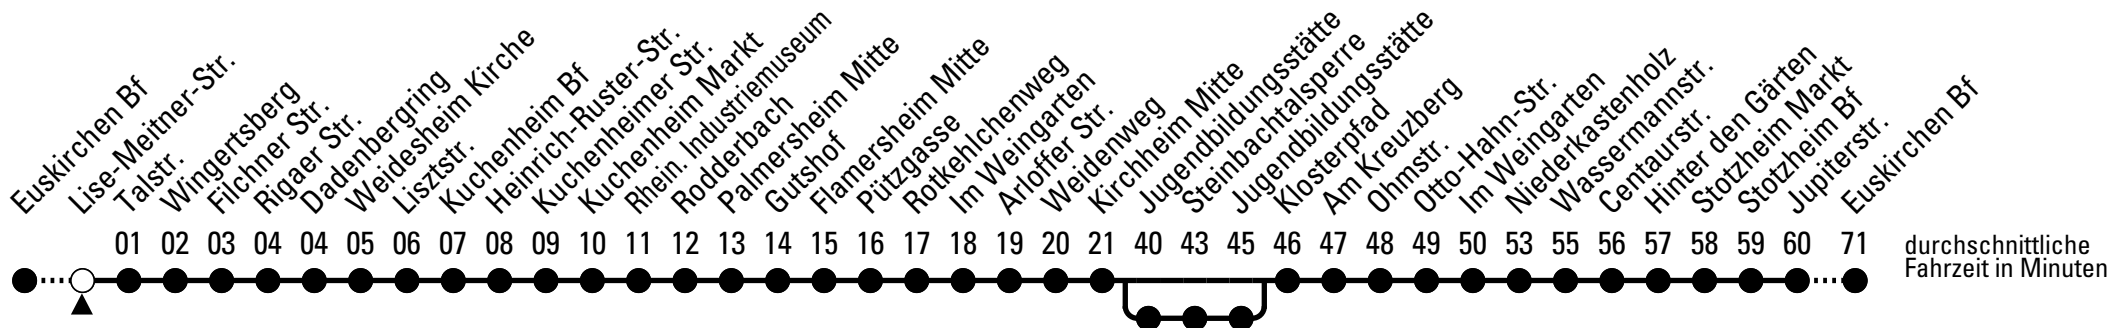 Euskirchen Bf
Lise-Meitner-Str.
Talstr.
Wingertsberg
Filchner Str.
Rigaer Str.
Dadenbergring
Weidesheim Kirche
Lisztstr.
Kuchenheim Bf
Heinrich-Ruster-Str.
Kuchenheimer Str.
Kuchenheim Markt
Rhein. Industriemuseum
Rodderbach
Palmersheim Mitte
Gutshof
Flamersheim Mitte
Pützgasse
Rotkehlchenweg
Im Weingarten
Arloffer Str.
Weidenweg
Kirchheim Mitte
Jugendbildungsstätte
Steinbachtalsperre
Jugendbildungsstätte
Klosterpfad
Am Kreuzberg
Ohmstr.
Otto-Hahn-Str.
Im Weingarten
Niederkastenholz
Wassermannstr.
Centaurstr.
Hinter den Gärten
Stotzheim Markt
Stotzheim Bf
Jupiterstr.
Euskirchen Bf
01 02 03 04 04 05 06 07 08 09 10 11 12 13 14 15 16 17 18 19 20 21 40 43 45 46 47 48 49 50 53 55 56 57 58 59 60 71
durchschnittliche
Fahrzeit in Minuten